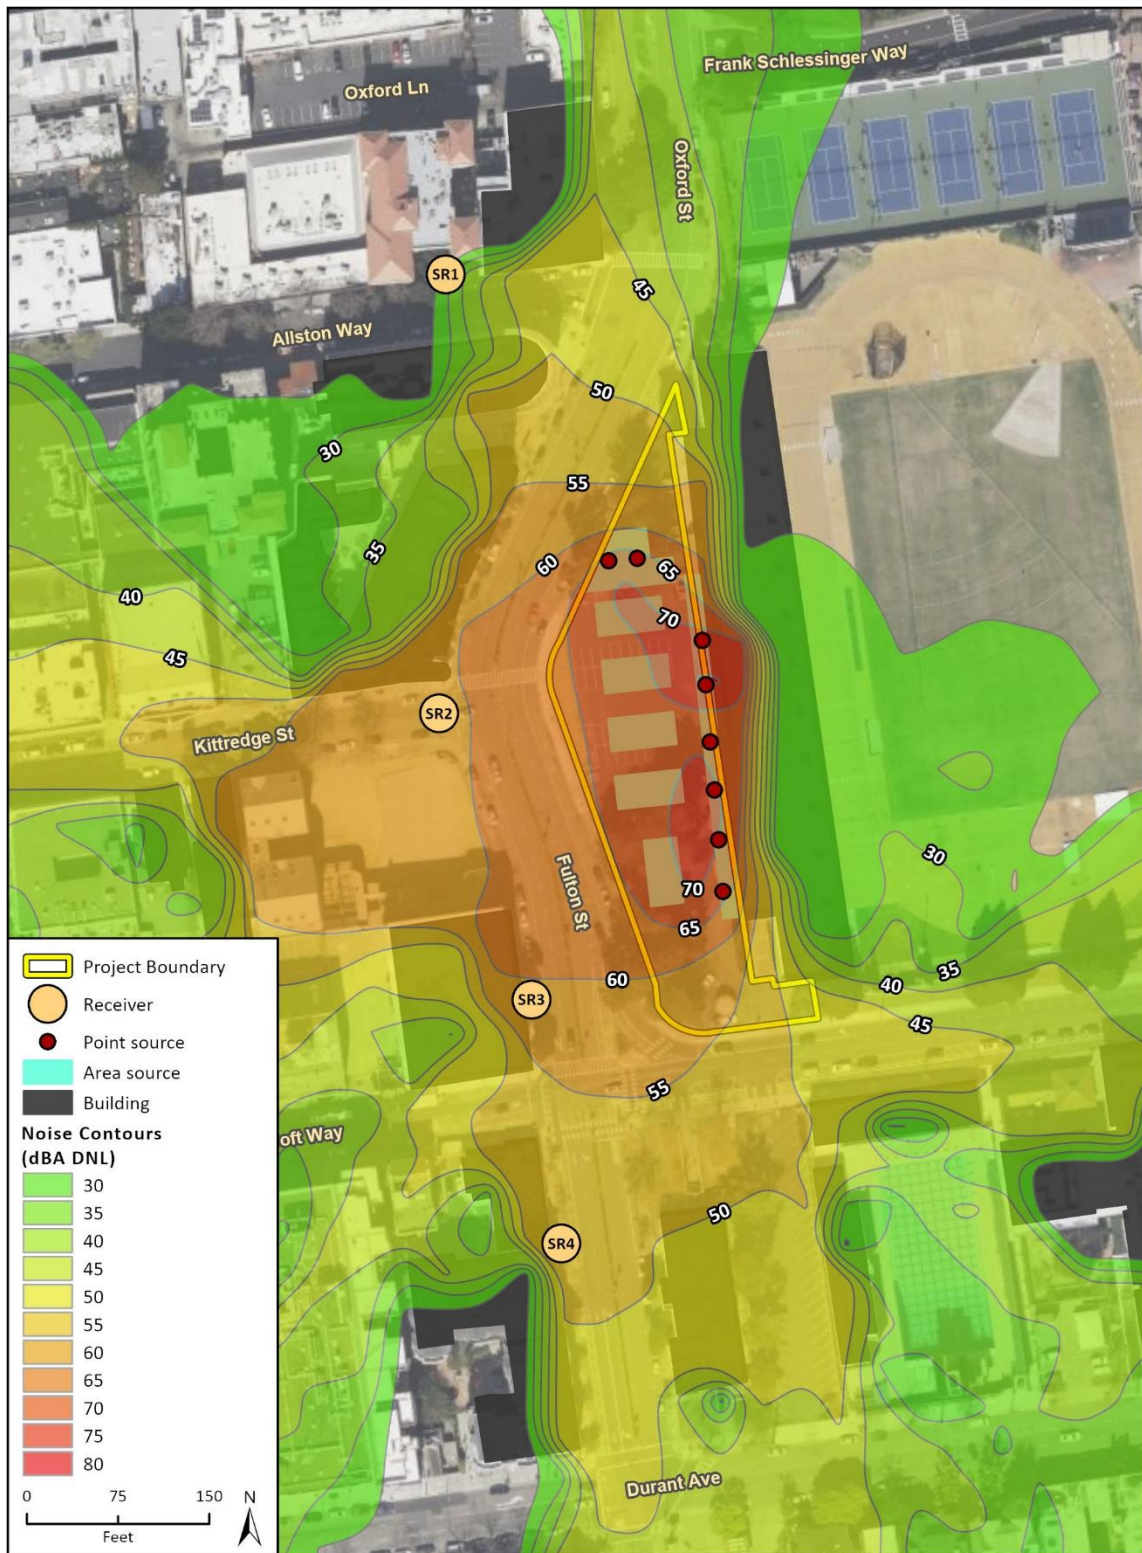 Frank Schlessinger Way
Oxford Ln
Oxford St
SR1
45
Allston Way
50
30
55
35
60
65
40
70
45
SR2
Kittredge St
30
Fulton St
70
65
35
60
40
SR3
45
55
oft Way
50
SR4
Durant Ave
Project Boundary
Receiver
Point source
Area source
Building
Noise Contours
(dBA DNL)
30
35
40
45
50
55
60
65
70
75
80
0 75 150
Feet
N